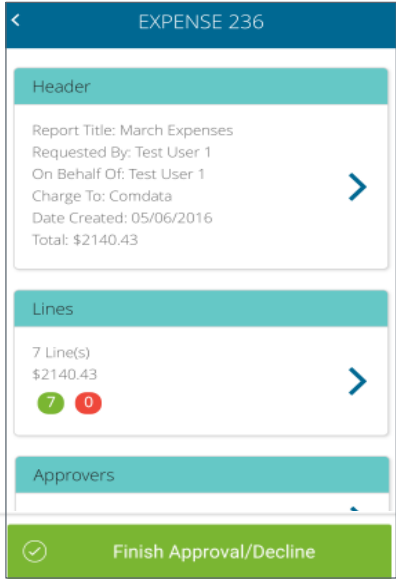 EXPENSE 236
Header
Report Title: March Expenses
Requested By: Test User 1
On Behalf Of: Test User 1
Charge To: Comdata
Date Created: 05/06/2016
Total: $2140.43
Lines
7 Line(s)
$2140.43
7 0
Approvers
Finish Approval/Decline